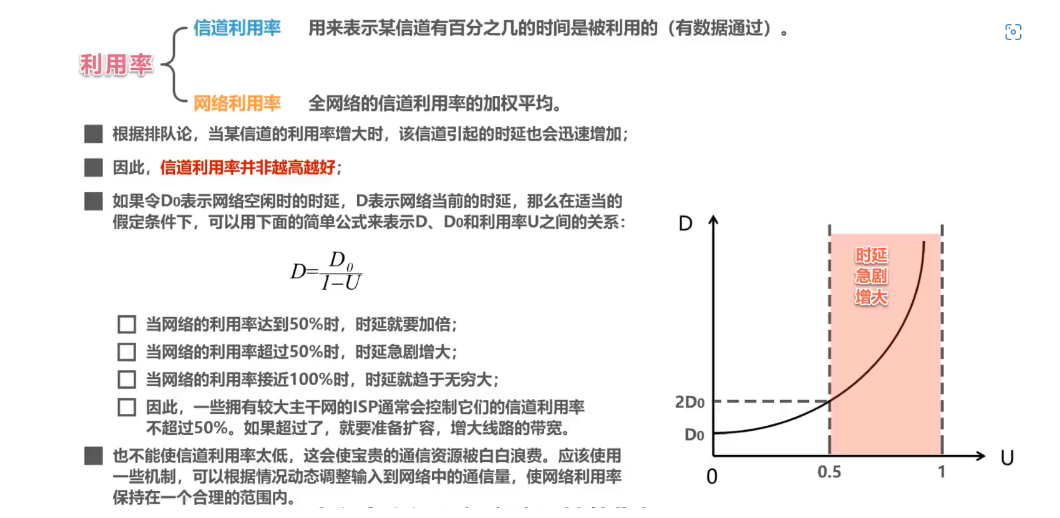 利用率
信道利用率 用来表示某信道有百分之几的时间是被利用的（有数据通过）。
网络利用率 全网络的信道利用率的加权平均。
根据排队论，当某信道的利用率增大时，该信道引起的时延也会迅速增加；
因此，信道利用率并非越高越好；
如果令D0表示网络空闲时的时延，D表示网络当前的时延，那么在适当的
假定条件下，可以用下面的简单公式来表示D、D0和利用率U之间的关系：
D=D0/1−U
当网络的利用率达到50%时，时延就要加倍；
当网络的利用率超过50%时，时延急剧增大；
当网络的利用率接近100%时，时延就趋于无穷大；
因此，一些拥有较大主干网的ISP通常会控制它们的信道利用率
不超过50%。如果超过了，就要准备扩容，增大线路的带宽。
也不能使信道利用率太低，这会使宝贵的通信资源被白白浪费。应该使用
一些机制，可以根据情况动态调整输入到网络中的通信量，使网络利用率
保持在一个合理的范围内。
D
时延
急剧
增大
2D0
D0
0
0.5
1
U